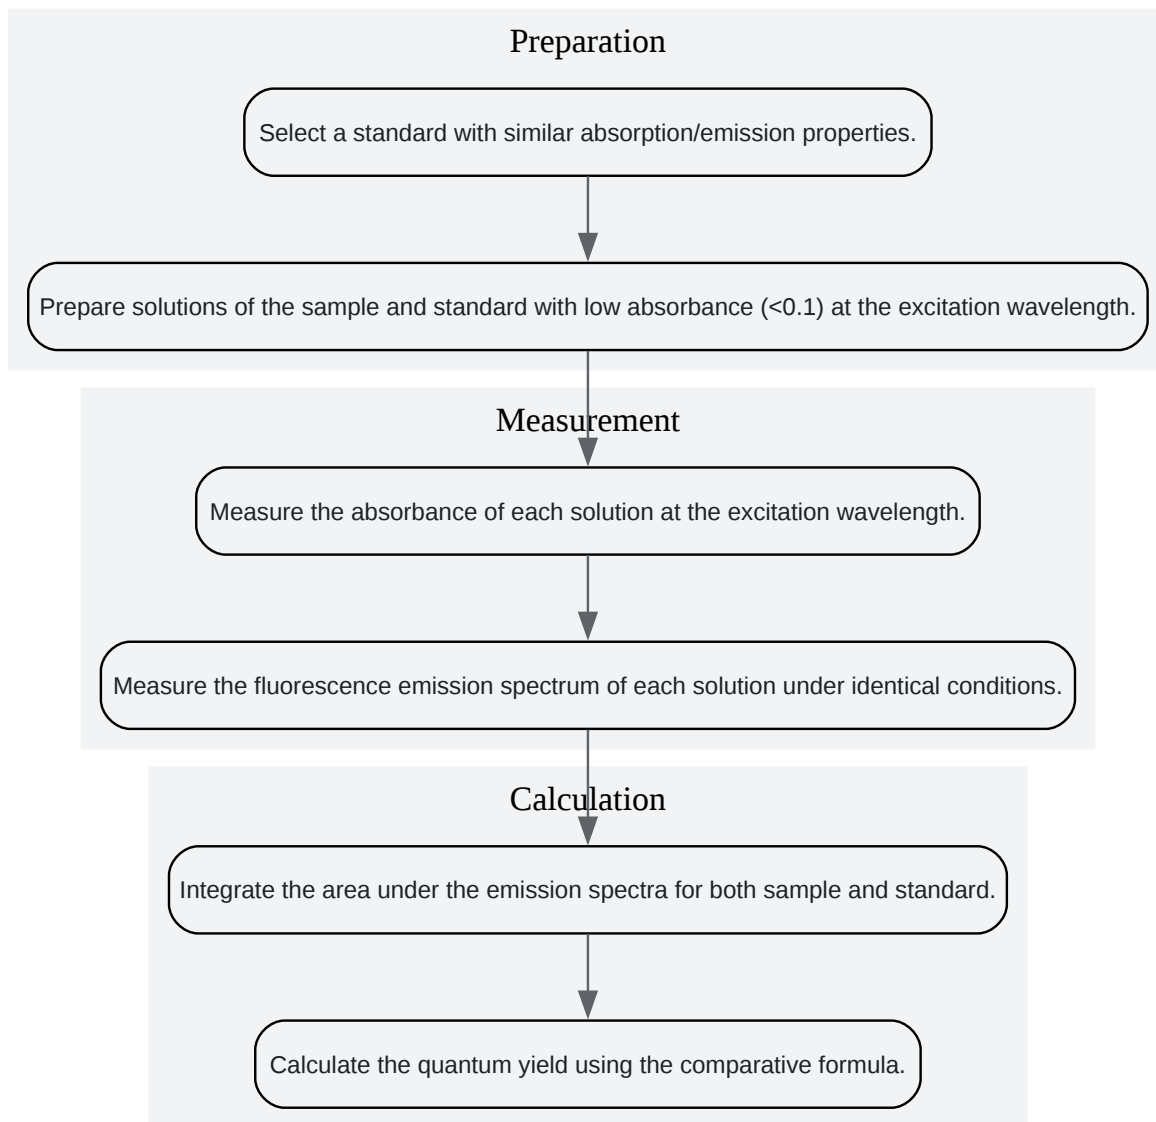 Preparation
Select a standard with similar absorption/emission properties.
Prepare solutions of the sample and standard with low absorbance (<0.1) at the excitation wavelength.
Measurement
Measure the absorbance of each solution at the excitation wavelength.
Measure the fluorescence emission spectrum of each solution under identical conditions.
Calculation
Integrate the area under the emission spectra for both sample and standard.
Calculate the quantum yield using the comparative formula.